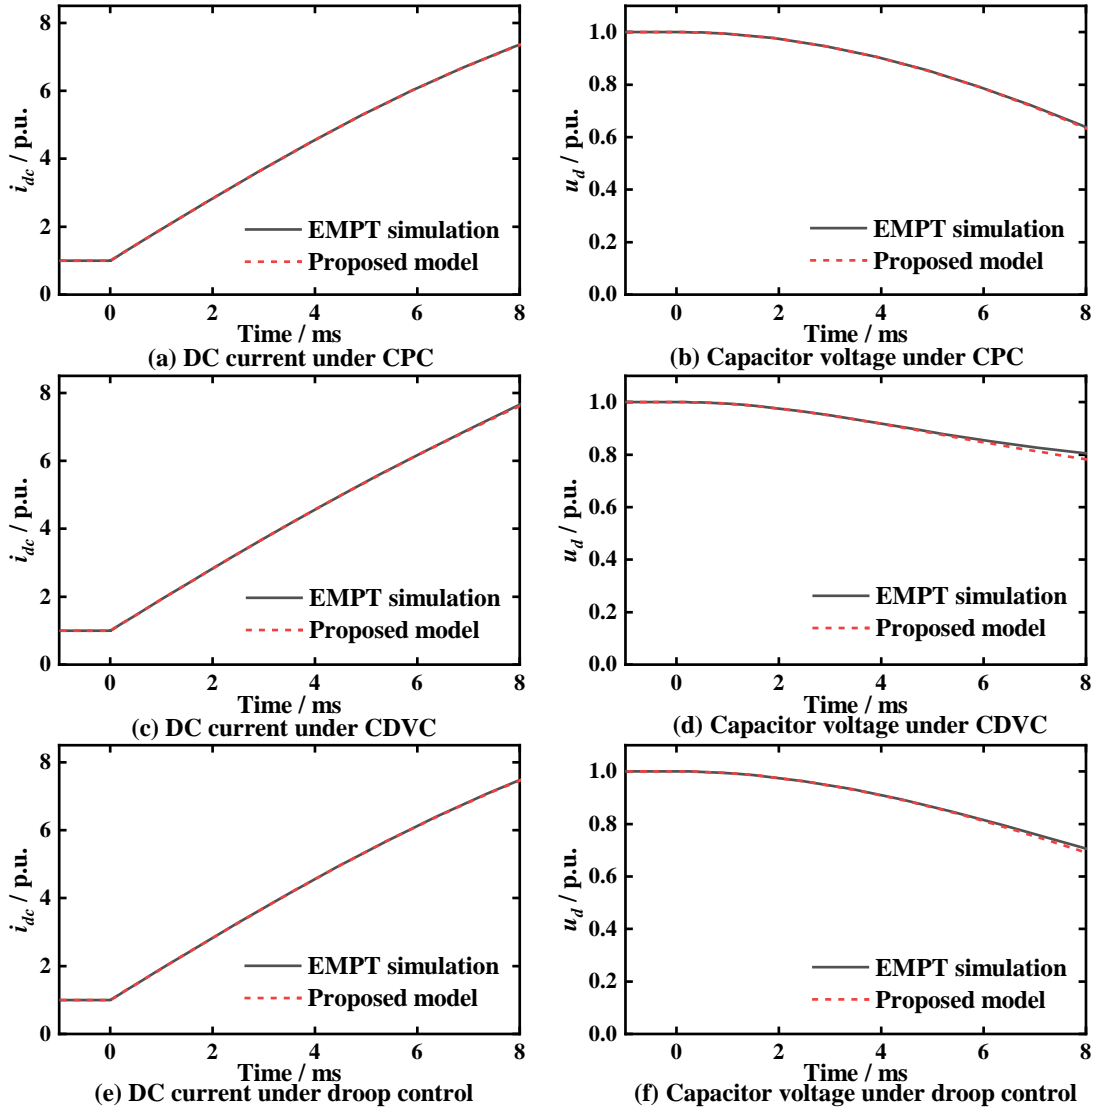 8
6
4
2
0
i_dc / p.u.
EMPT simulation
Proposed model
0 2 4 6 8
Time / ms
(a) DC current under CPC
1.0
0.8
0.6
0.4
0.2
0.0
u_d / p.u.
EMPT simulation
Proposed model
0 2 4 6 8
Time / ms
(b) Capacitor voltage under CPC
8
6
4
2
0
i_dc / p.u.
EMPT simulation
Proposed model
0 2 4 6 8
Time / ms
(c) DC current under CDVC
1.0
0.8
0.6
0.4
0.2
0.0
u_d / p.u.
EMPT simulation
Proposed model
0 2 4 6 8
Time / ms
(d) Capacitor voltage under CDVC
8
6
4
2
0
i_dc / p.u.
EMPT simulation
Proposed model
0 2 4 6 8
Time / ms
(e) DC current under droop control
1.0
0.8
0.6
0.4
0.2
0.0
u_d / p.u.
EMPT simulation
Proposed model
0 2 4 6 8
Time / ms
(f) Capacitor voltage under droop control